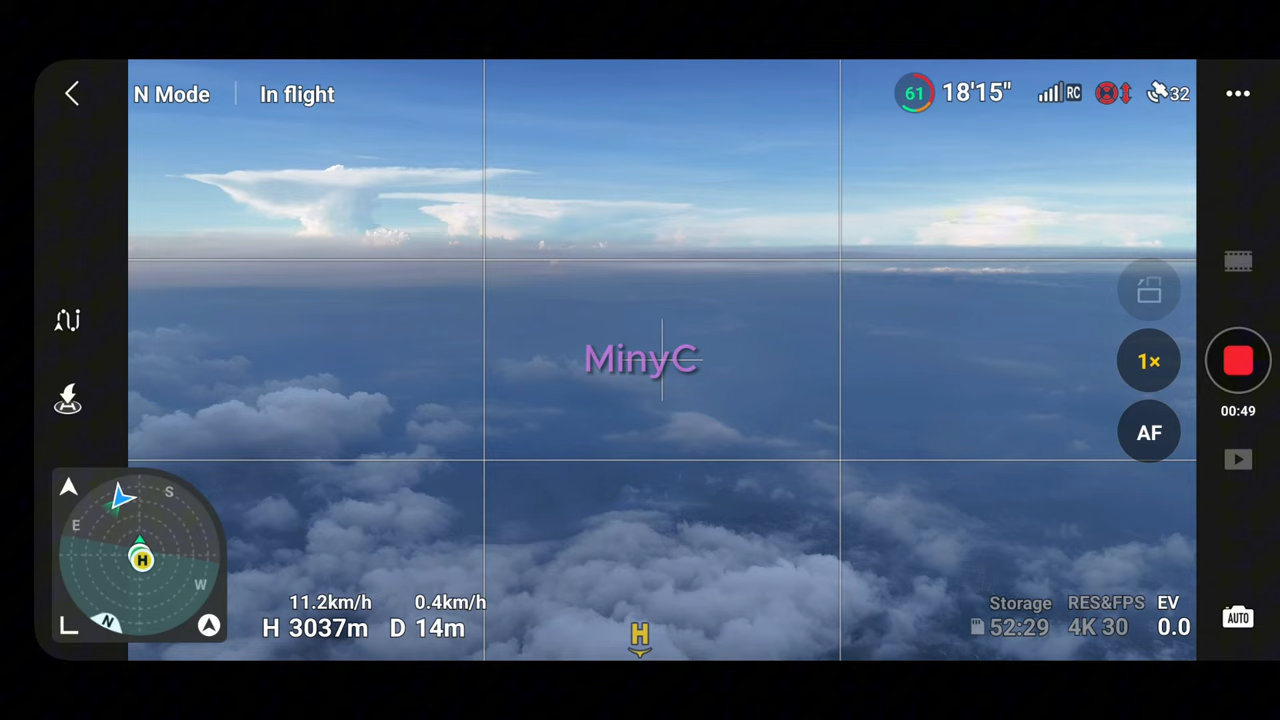 N Mode | In flight
61 18'15" RC 32
MinyC
1×
AF
00:49
S
E
H
W
N
11.2km/h 0.4km/h
H 3037m D 14m
H
Storage RES&FPS EV
52:29 4K 30 0.0
AUTO